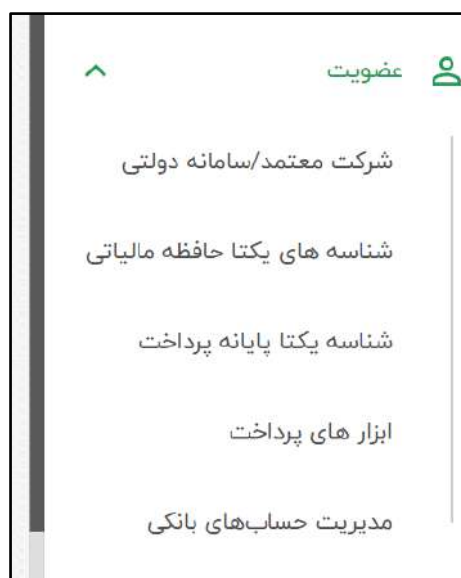 عضویت
شرکت معتمد/سامانه دولتی
شناسه های یکتا حافظه مالیاتی
شناسه یکتا پایانه پرداخت
ابزار های پرداخت
مدیریت حساب‌های بانکی